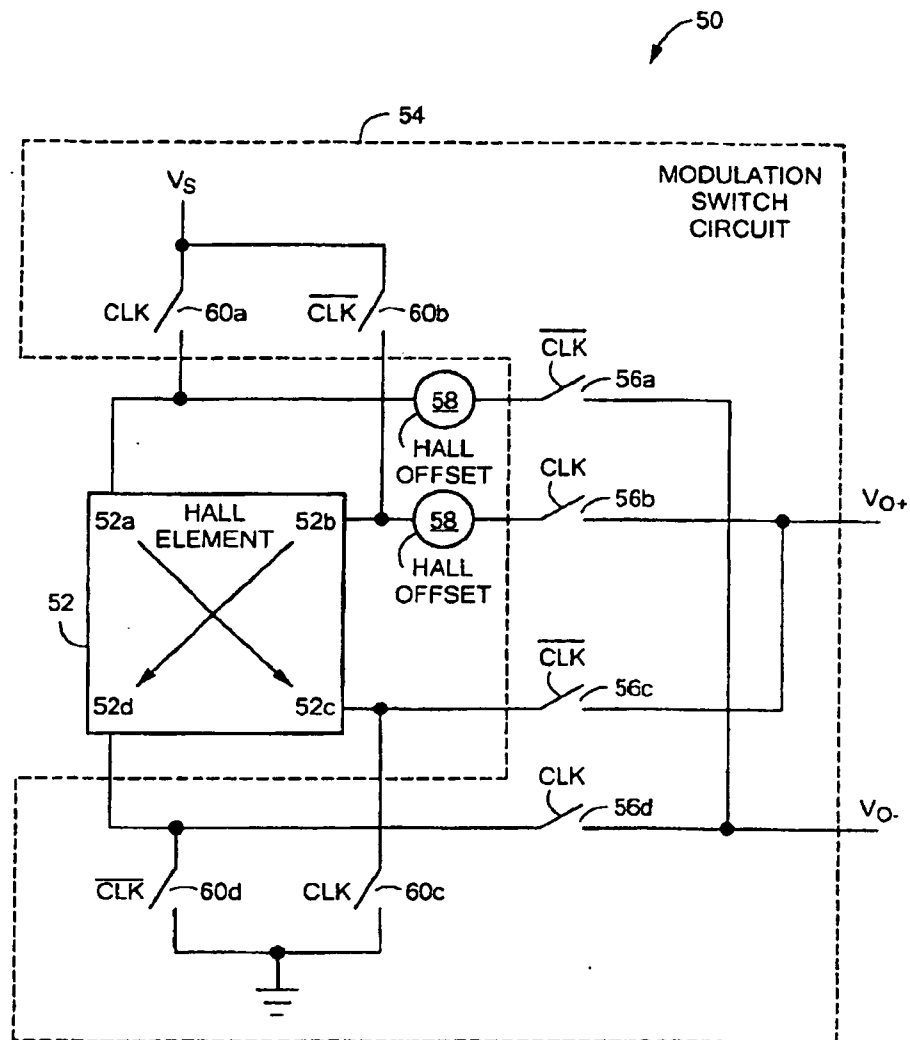 50
54
MODULATION
SWITCH
CIRCUIT
VS
CLK
60a
CLK
60b
CLK
56a
58
HALL
OFFSET
CLK
56b
VO+
52a
HALL
ELEMENT
52b
58
HALL
OFFSET
52
CLK
56c
52d
52c
CLK
56d
VO-
CLK
60d
CLK
60c